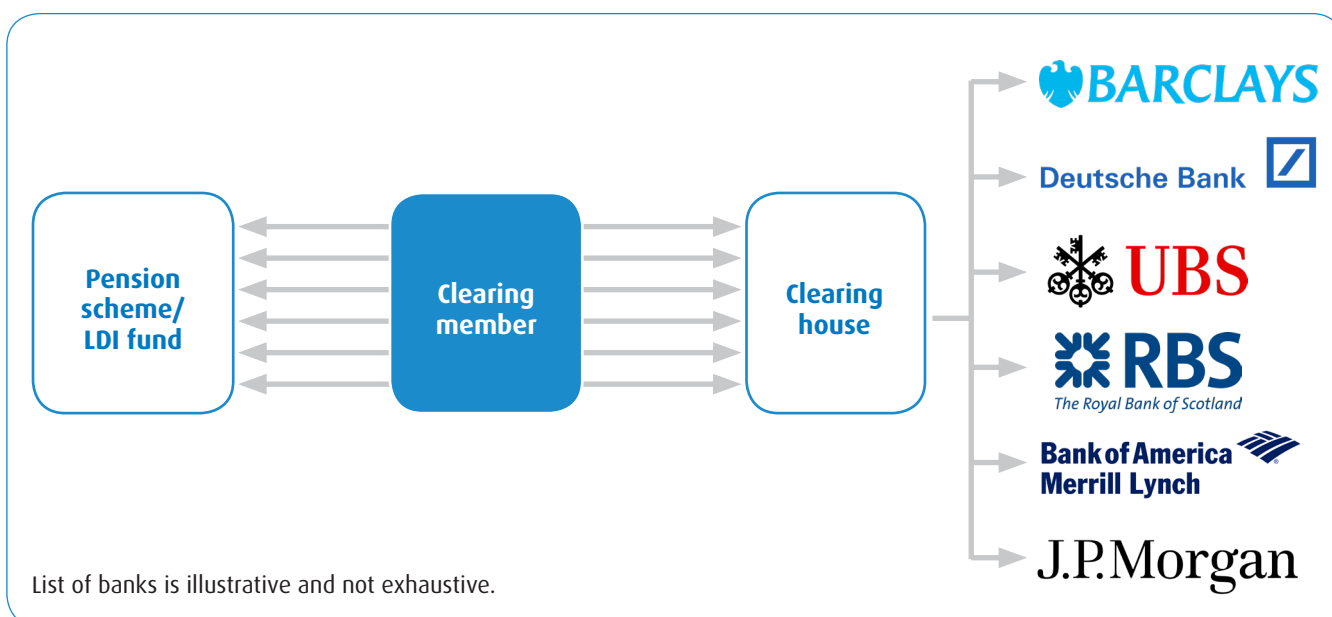 Pension
scheme/
LDI fund
Clearing
member
Clearing
house
BARCLAYS
Deutsche Bank
UBS
RBS
The Royal Bank of Scotland
Bank of America
Merrill Lynch
J.P.Morgan
List of banks is illustrative and not exhaustive.